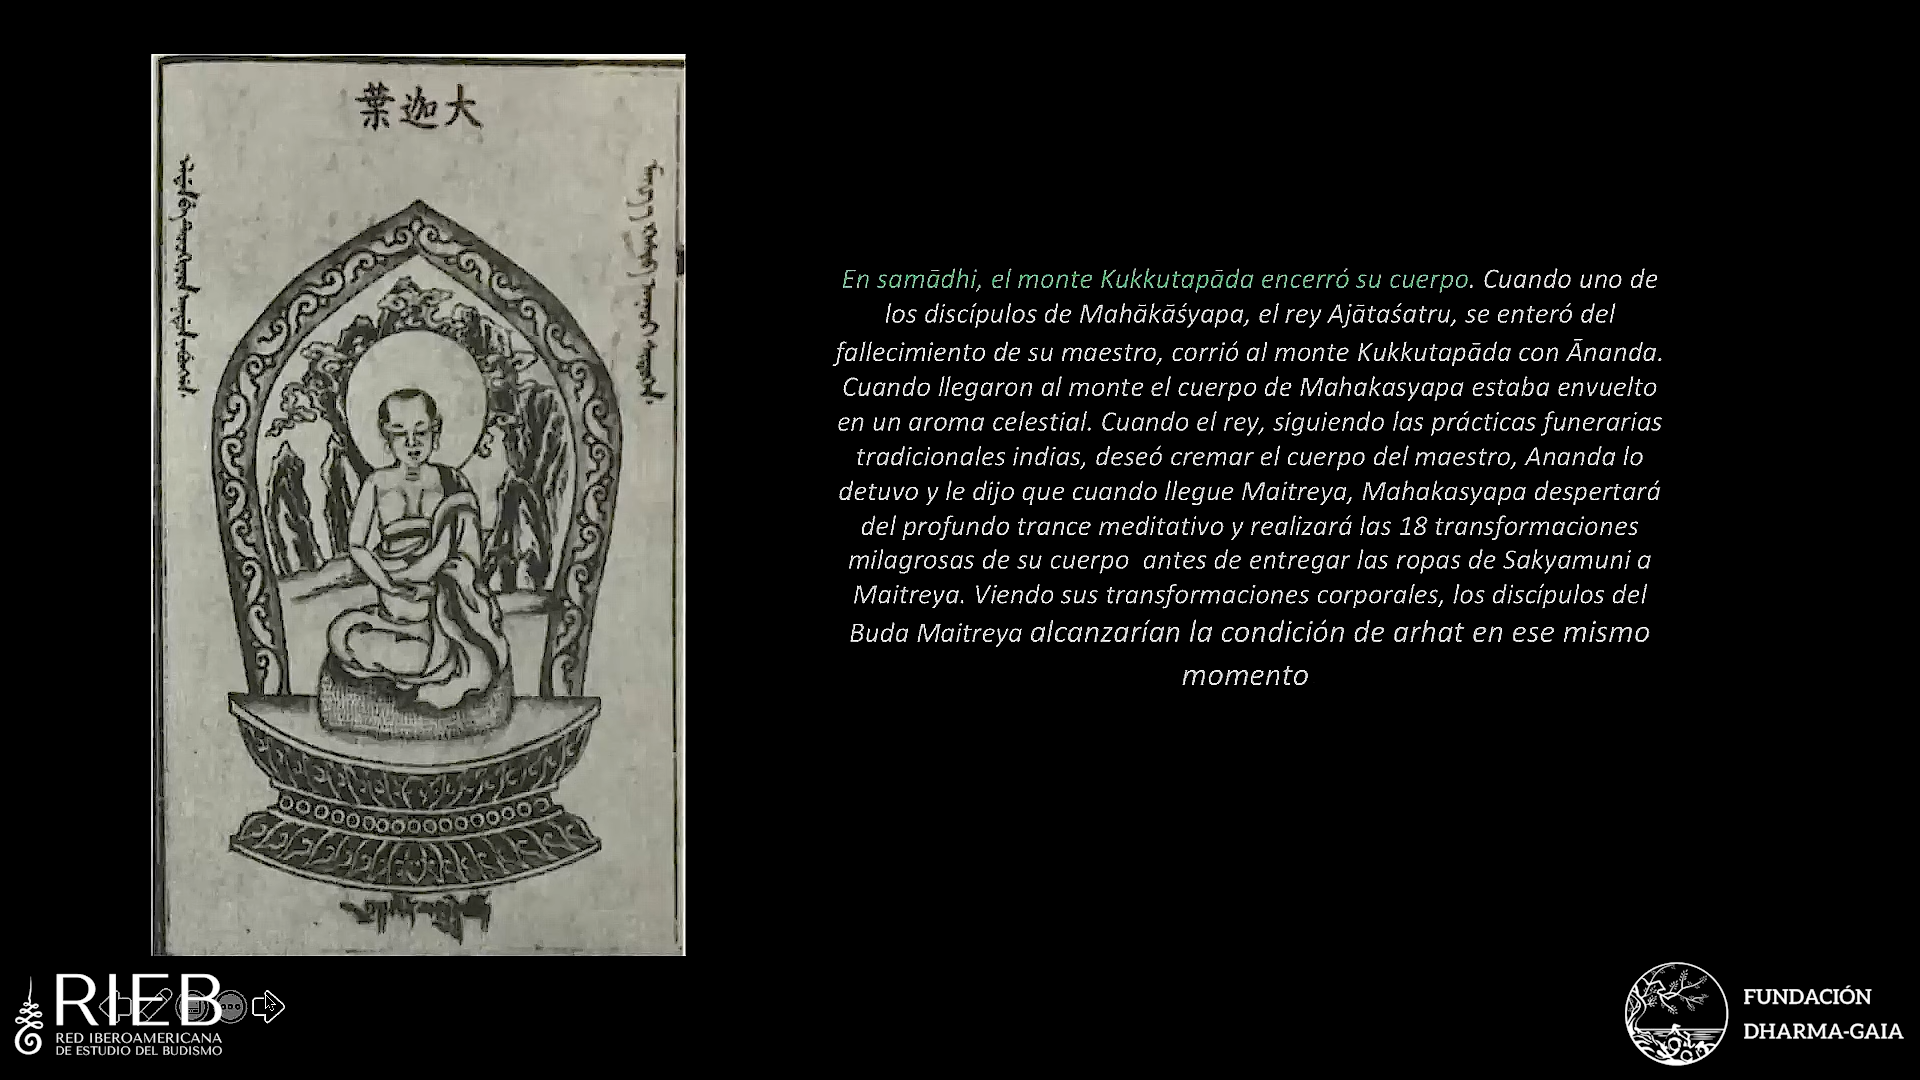 大迦葉
En samādhi, el monte Kukkutapāda encerró su cuerpo. Cuando uno de
los discípulos de Mahākāśyapa, el rey Ajātaśatru, se enteró del
fallecimiento de su maestro, corrió al monte Kukkutapāda con Ānanda.
Cuando llegaron al monte el cuerpo de Mahakasyapa estaba envuelto
en un aroma celestial. Cuando el rey, siguiendo las prácticas funerarias
tradicionales indias, deseó cremar el cuerpo del maestro, Ananda lo
detuvo y le dijo que cuando llegue Maitreya, Mahakasyapa despertará
del profundo trance meditativo y realizará las 18 transformaciones
milagrosas de su cuerpo antes de entregar las ropas de Sakyamuni a
Maitreya. Viendo sus transformaciones corporales, los discípulos del
Buda Maitreya alcanzarían la condición de arhat en ese mismo
momento
RIEB
RED IBEROAMERICANA
DE ESTUDIO DEL BUDISMO
FUNDACIÓN
DHARMA-GAIA